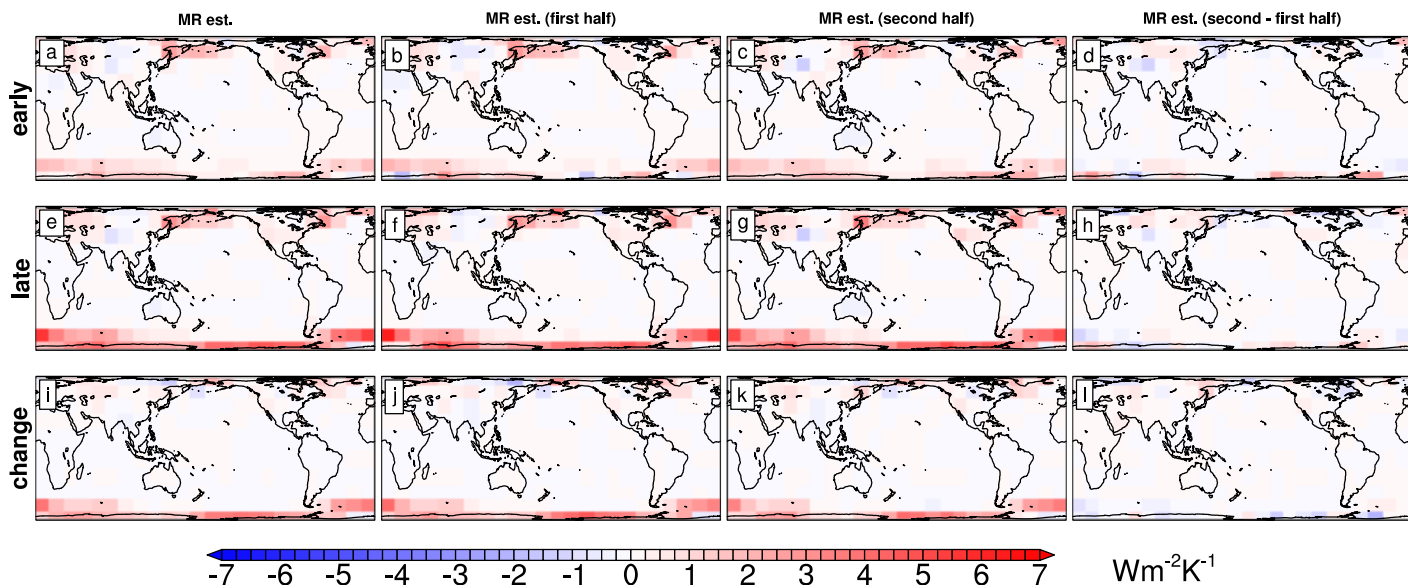 MR est. MR est. (first half) MR est. (second half) MR est. (second - first half)
early a b c d
late e f g h
change i j k l
-7 -6 -5 -4 -3 -2 -1 0 1 2 3 4 5 6 7 Wm⁻²K⁻¹